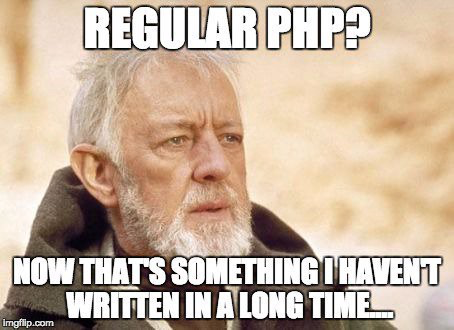 REGULAR PHP?
NOW THAT'S SOMETHING I HAVEN'T
WRITTEN IN A LONG TIME....
imgflip.com